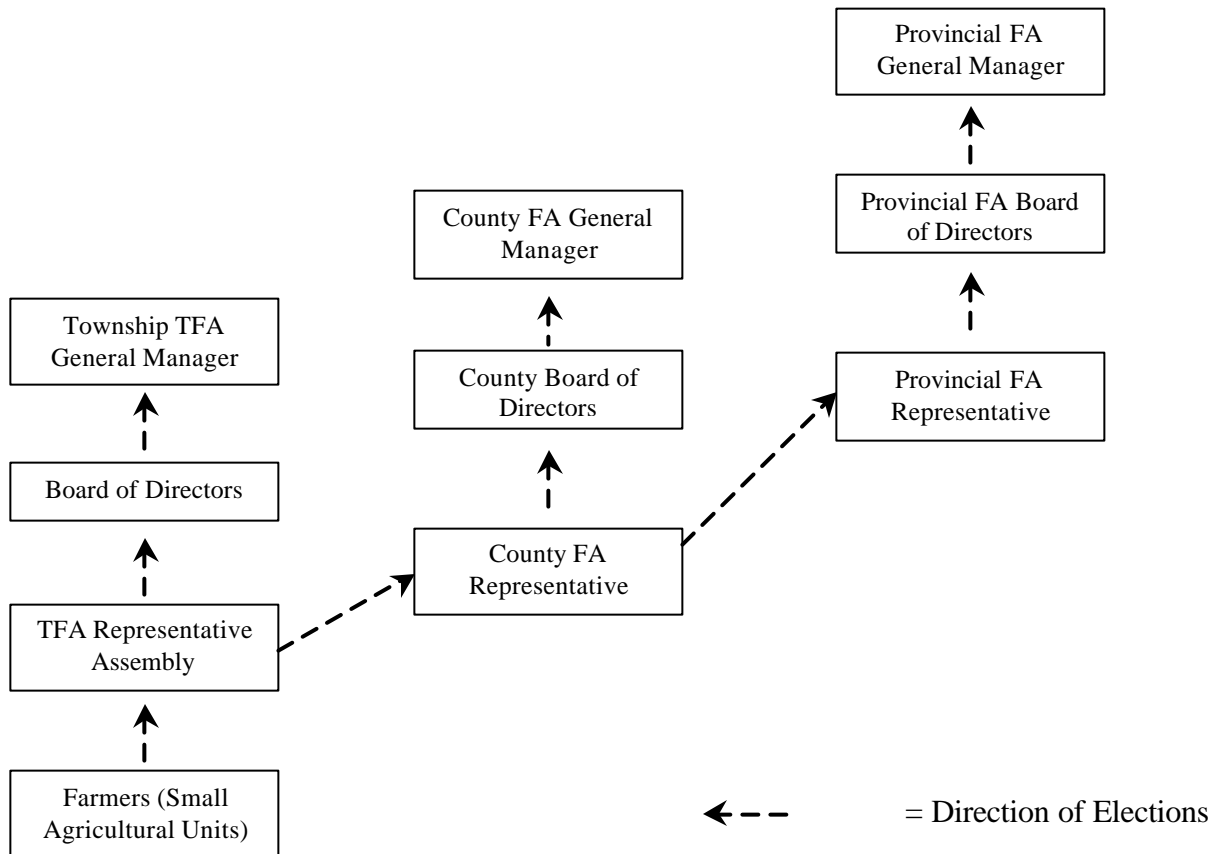 Provincial FA
General Manager
Provincial FA Board
of Directors
County FA General
Manager
Township TFA
General Manager
County Board of
Directors
Provincial FA
Representative
Board of Directors
County FA
Representative
TFA Representative
Assembly
Farmers (Small
Agricultural Units)
= Direction of Elections